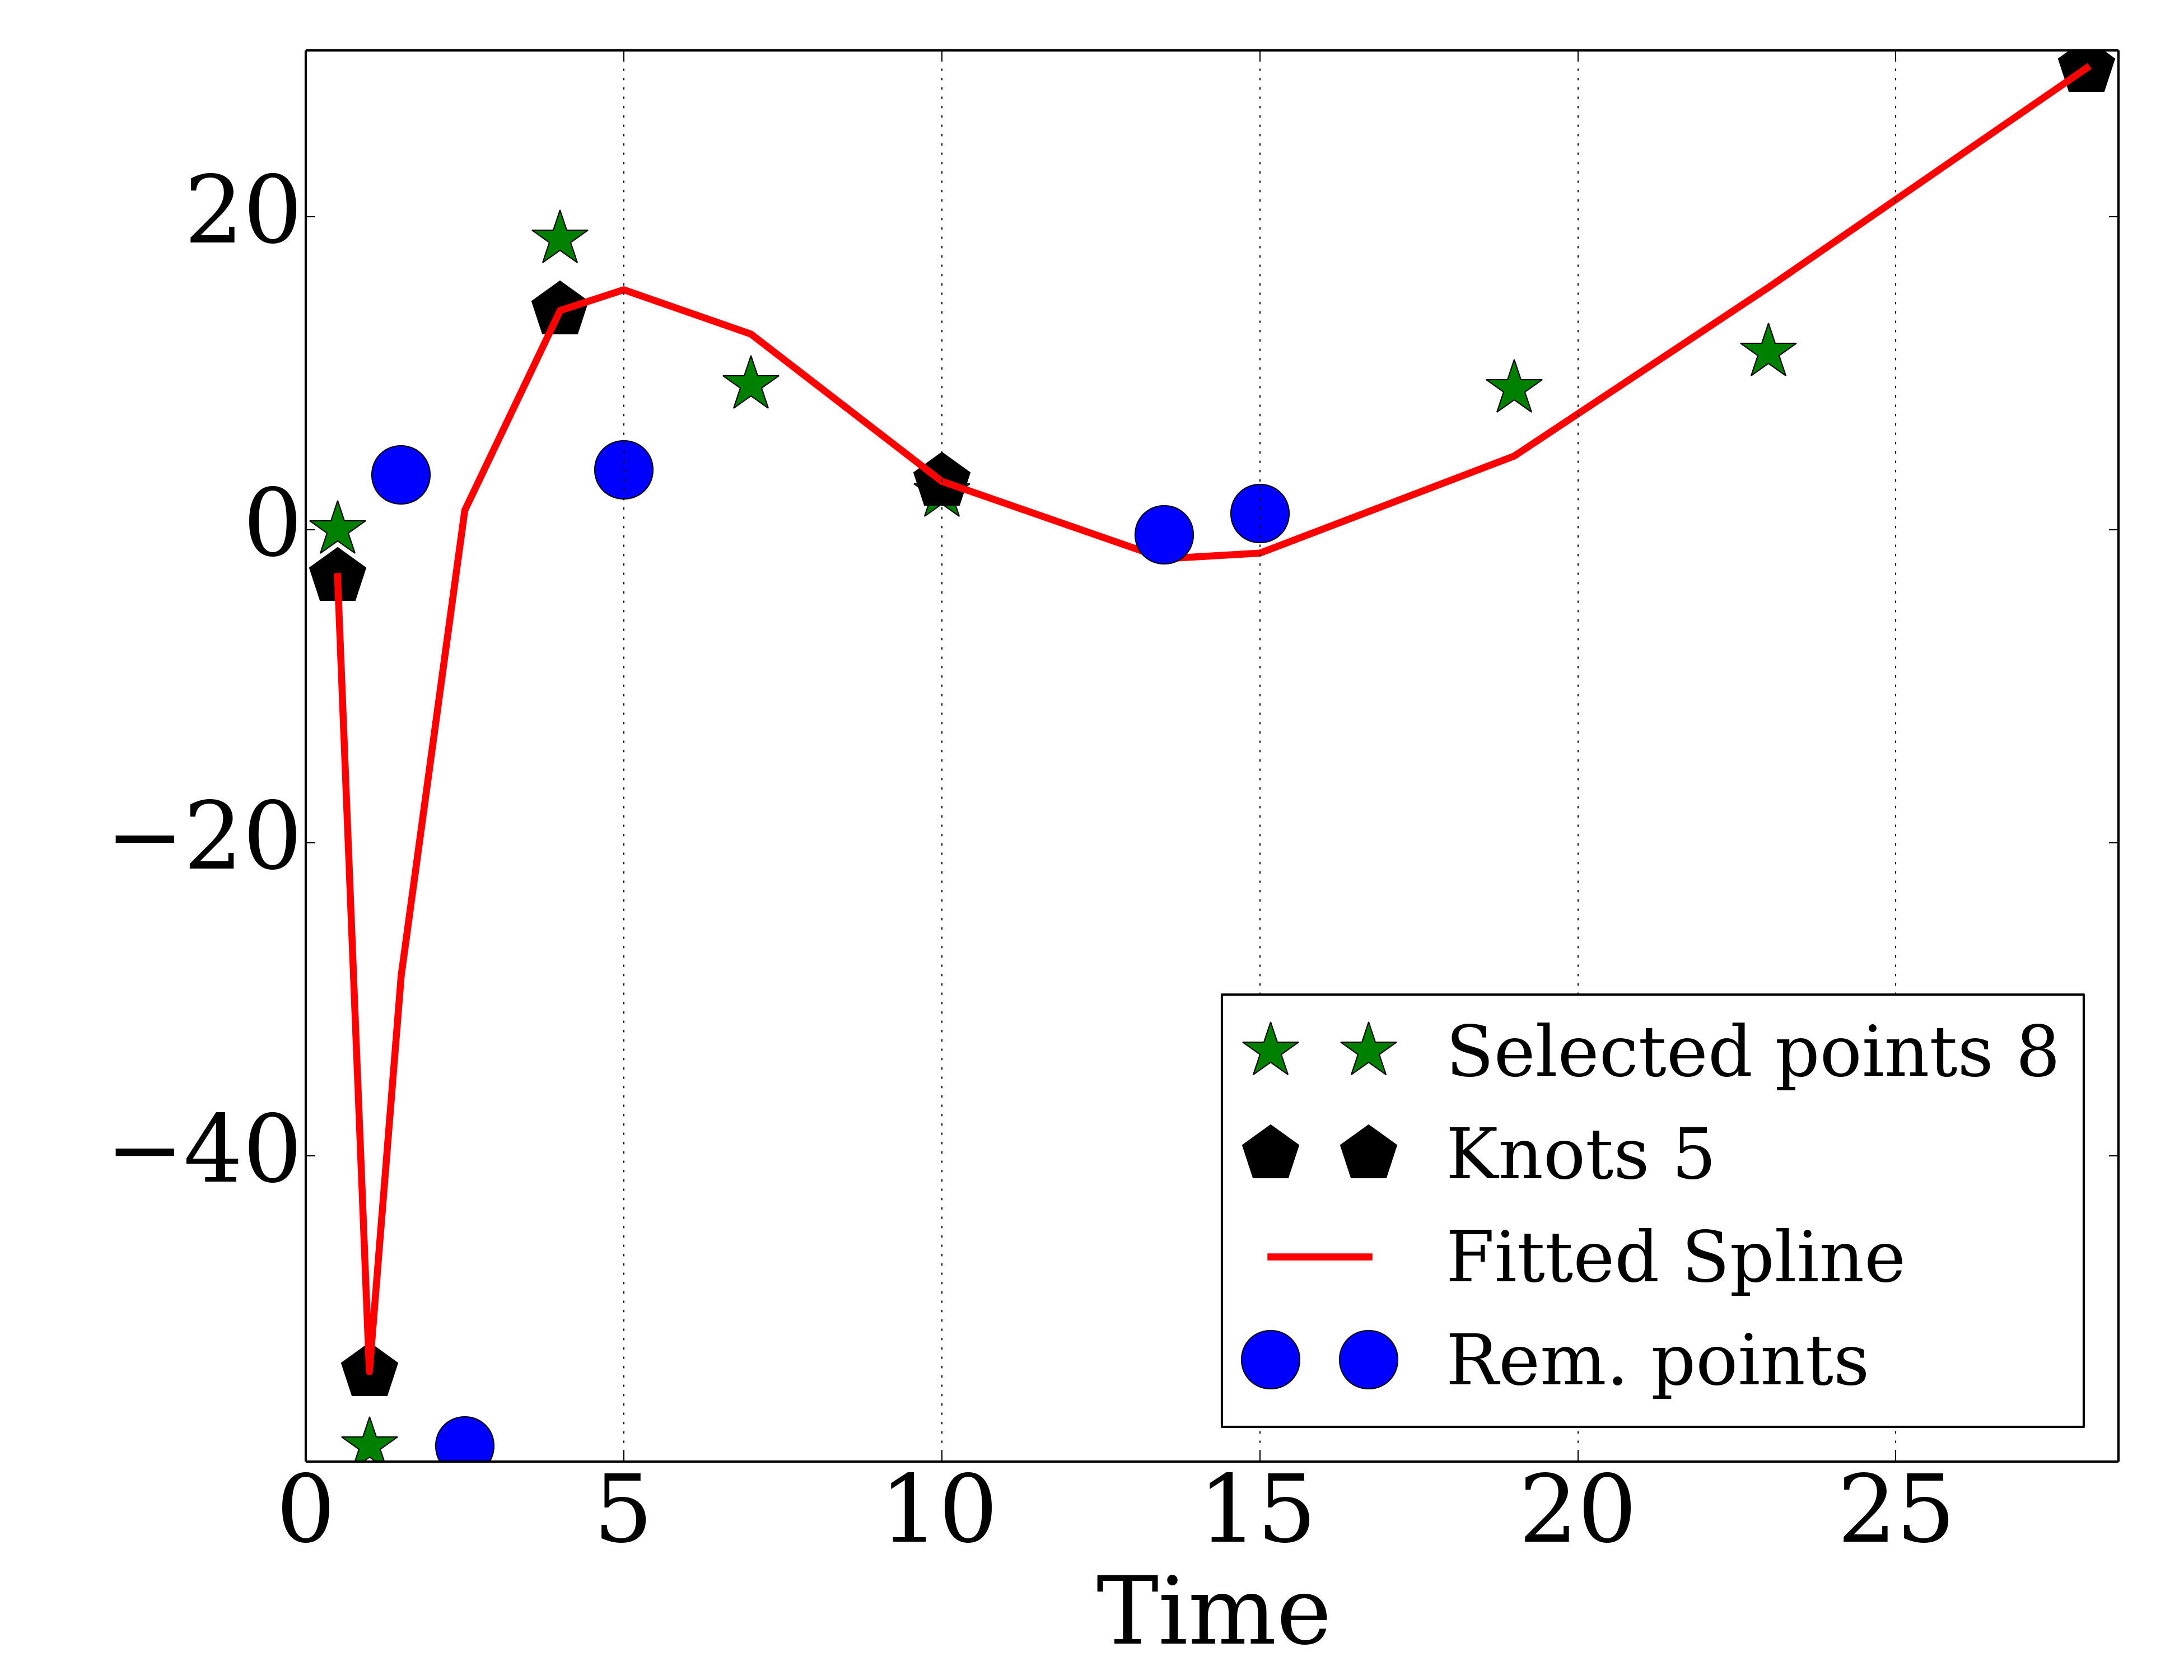 20
0
−20
−40
0 5 10 15 20 25
Time
Selected points 8
Knots 5
Fitted Spline
Rem. points